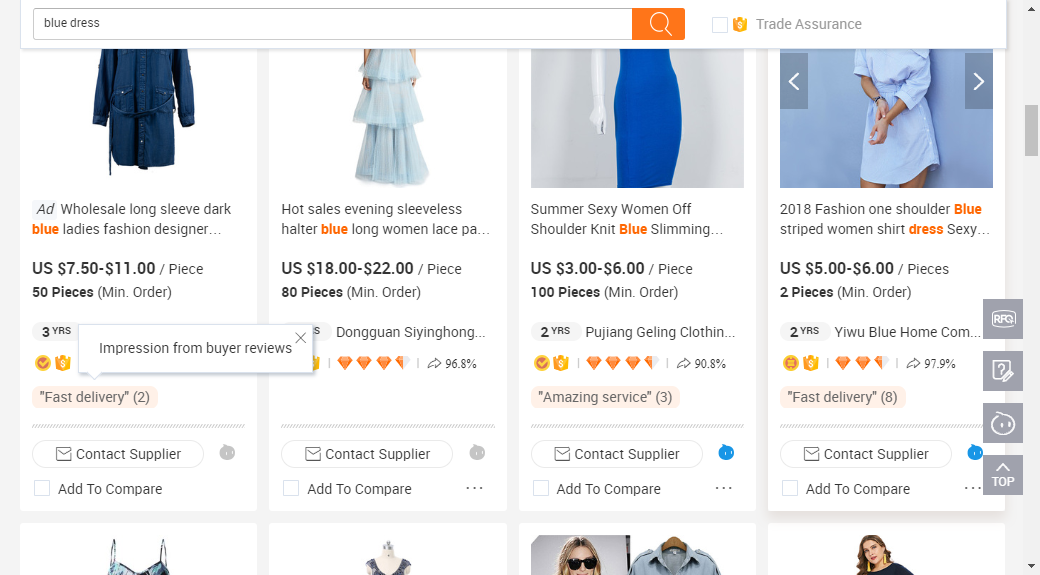 blue dress
Trade Assurance
Ad Wholesale long sleeve dark
blue ladies fashion designer…
US $7.50-$11.00 / Piece
50 Pieces (Min. Order)
3 YRS
"Fast delivery" (2)
Contact Supplier
Add To Compare
Impression from buyer reviews
Hot sales evening sleeveless
halter blue long women lace pa…
US $18.00-$22.00 / Piece
80 Pieces (Min. Order)
Dongguan Siyinghong...
96.8%
Contact Supplier
Add To Compare
Summer Sexy Women Off
Shoulder Knit Blue Slimming…
US $3.00-$6.00 / Piece
100 Pieces (Min. Order)
2 YRS Pujiang Geling Clothin...
90.8%
"Amazing service" (3)
Contact Supplier
Add To Compare
2018 Fashion one shoulder Blue
striped women shirt dress Sexy…
US $5.00-$6.00 / Pieces
2 Pieces (Min. Order)
2 YRS Yiwu Blue Home Com...
97.9%
"Fast delivery" (8)
Contact Supplier
Add To Compare
RFQ
TOP